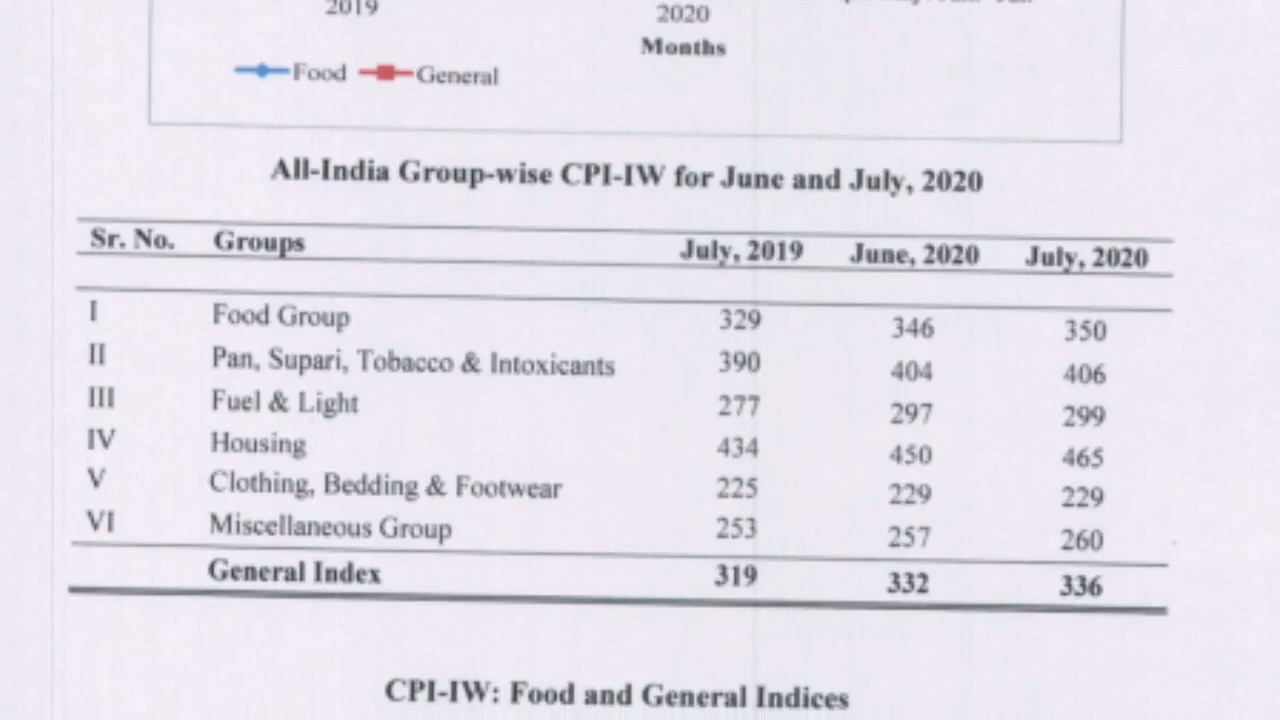 2019
2020
Months
Food General
All-India Group-wise CPI-IW for June and July, 2020
Sr. No. Groups July, 2019 June, 2020 July, 2020
I Food Group 329 346 350
II Pan, Supari, Tobacco & Intoxicants 390 404 406
III Fuel & Light 277 297 299
IV Housing 434 450 465
V Clothing, Bedding & Footwear 225 229 229
VI Miscellaneous Group 253 257 260
General Index 319 332 336
CPI-IW: Food and General Indices